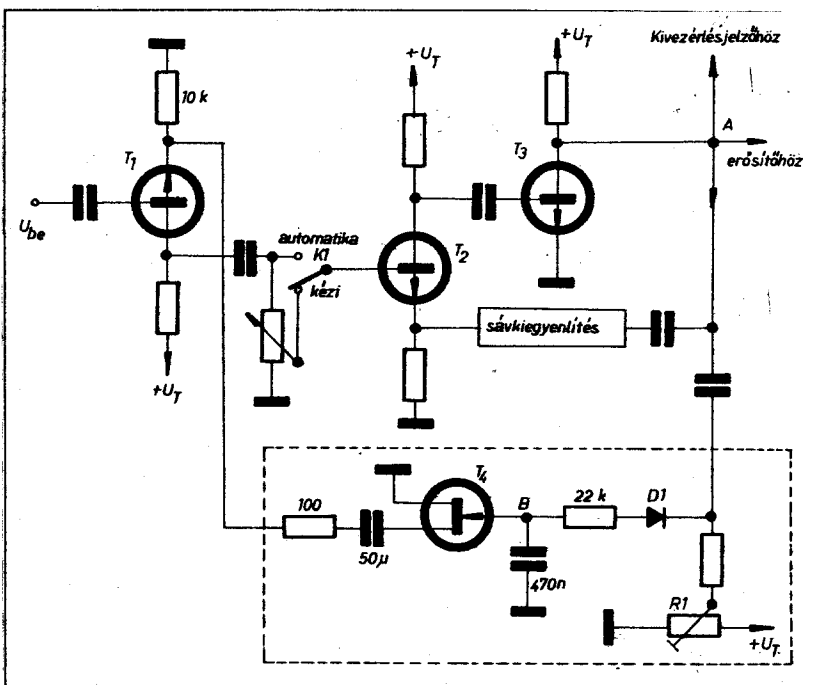 +U_T
+U_T
Kivezérlésjelzőhöz
10 k
A
T1
T3
erősítőhöz
U_be
automatika
K1
kézi
T2
sávkiegyenlítés
+U_T
T4
100
50µ
B
22 k
D1
470n
R1
+U_T